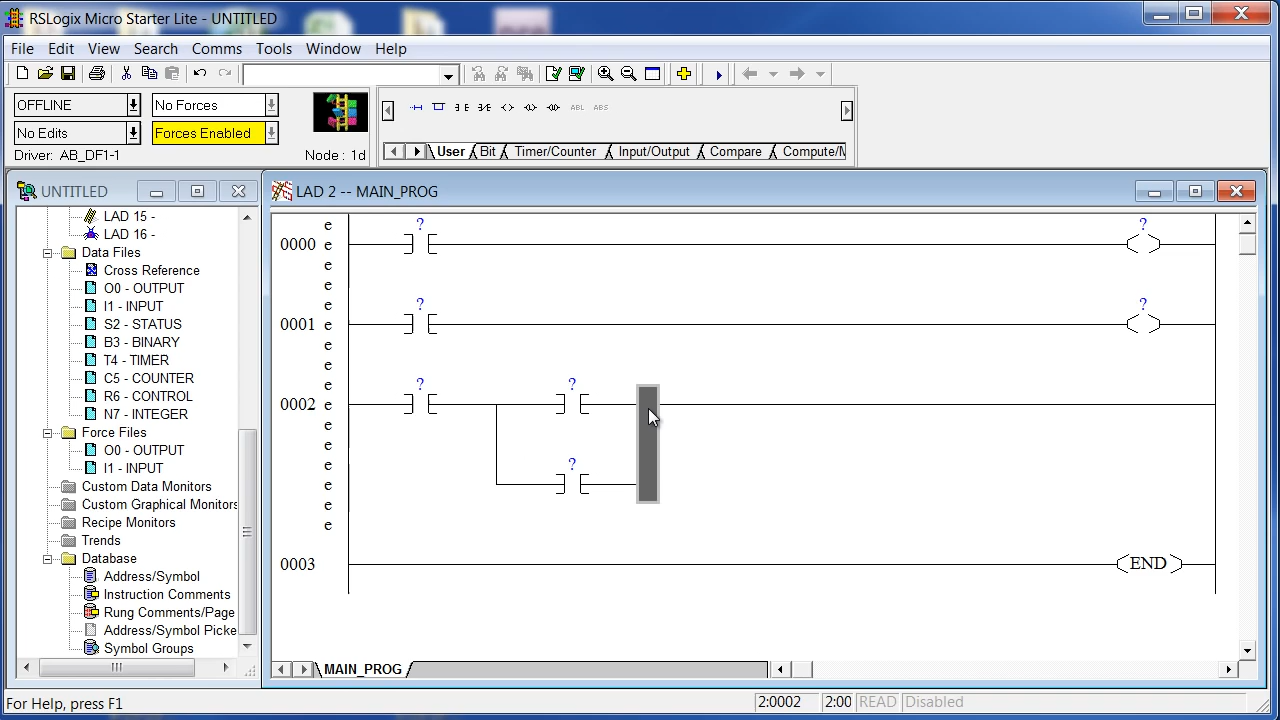 RSLogix Micro Starter Lite - UNTITLED
File Edit View Search Comms Tools Window Help
OFFLINE No Forces
No Edits Forces Enabled
Driver: AB_DF1-1 Node : 1d
ABL ABS
User Bit Timer/Counter Input/Output Compare Compute/M
UNTITLED
LAD 15 -
LAD 16 -
Data Files
Cross Reference
O0 - OUTPUT
I1 - INPUT
S2 - STATUS
B3 - BINARY
T4 - TIMER
C5 - COUNTER
R6 - CONTROL
N7 - INTEGER
Force Files
O0 - OUTPUT
I1 - INPUT
Custom Data Monitors
Custom Graphical Monitors
Recipe Monitors
Trends
Database
Address/Symbol
Instruction Comments
Rung Comments/Page
Address/Symbol Picke
Symbol Groups
LAD 2 -- MAIN_PROG
e ? ?
0000 e
e
e
e ? ?
0001 e
e
e
e ? ?
0002 e
e
e
e ?
e
e
e
0003 END
MAIN_PROG
For Help, press F1 2:0002 2:00 READ Disabled